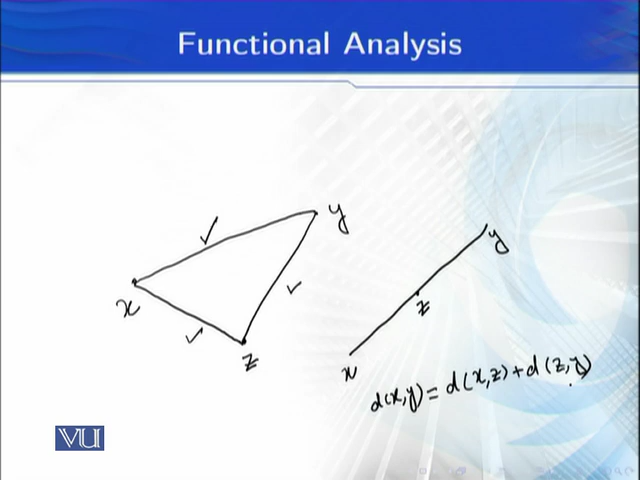 Functional Analysis
y
x
z
y
z
x
d(x,y) = d(x,z) + d(z,y)
VU